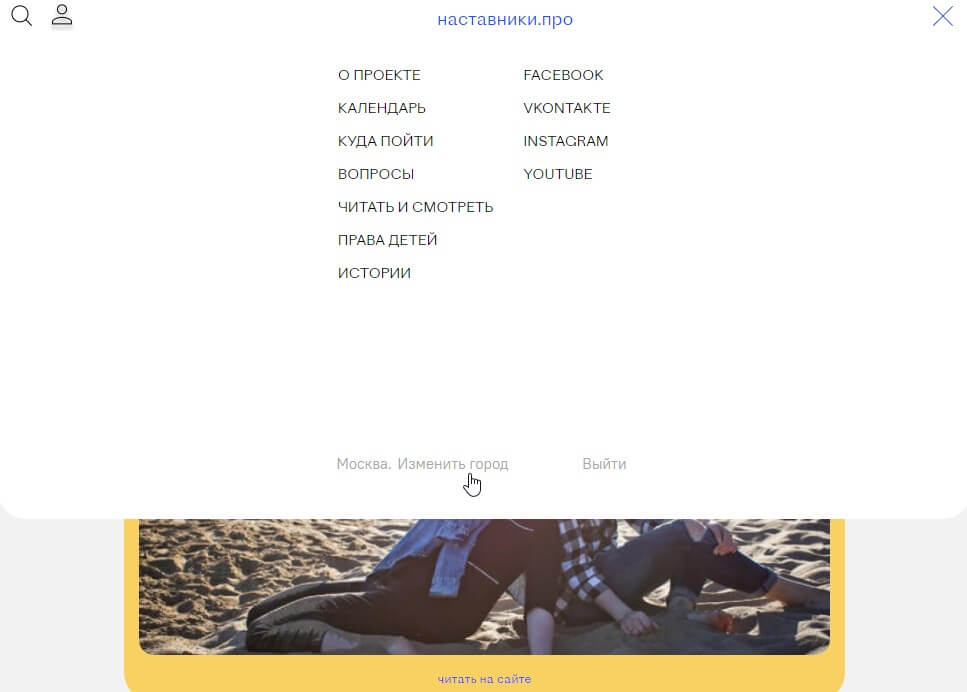 наставники.про
О ПРОЕКТЕ
КАЛЕНДАРЬ
КУДА ПОЙТИ
ВОПРОСЫ
ЧИТАТЬ И СМОТРЕТЬ
ПРАВА ДЕТЕЙ
ИСТОРИИ
FACEBOOK
VKONTAKTE
INSTAGRAM
YOUTUBE
Москва. Изменить город
Выйти
читать на сайте